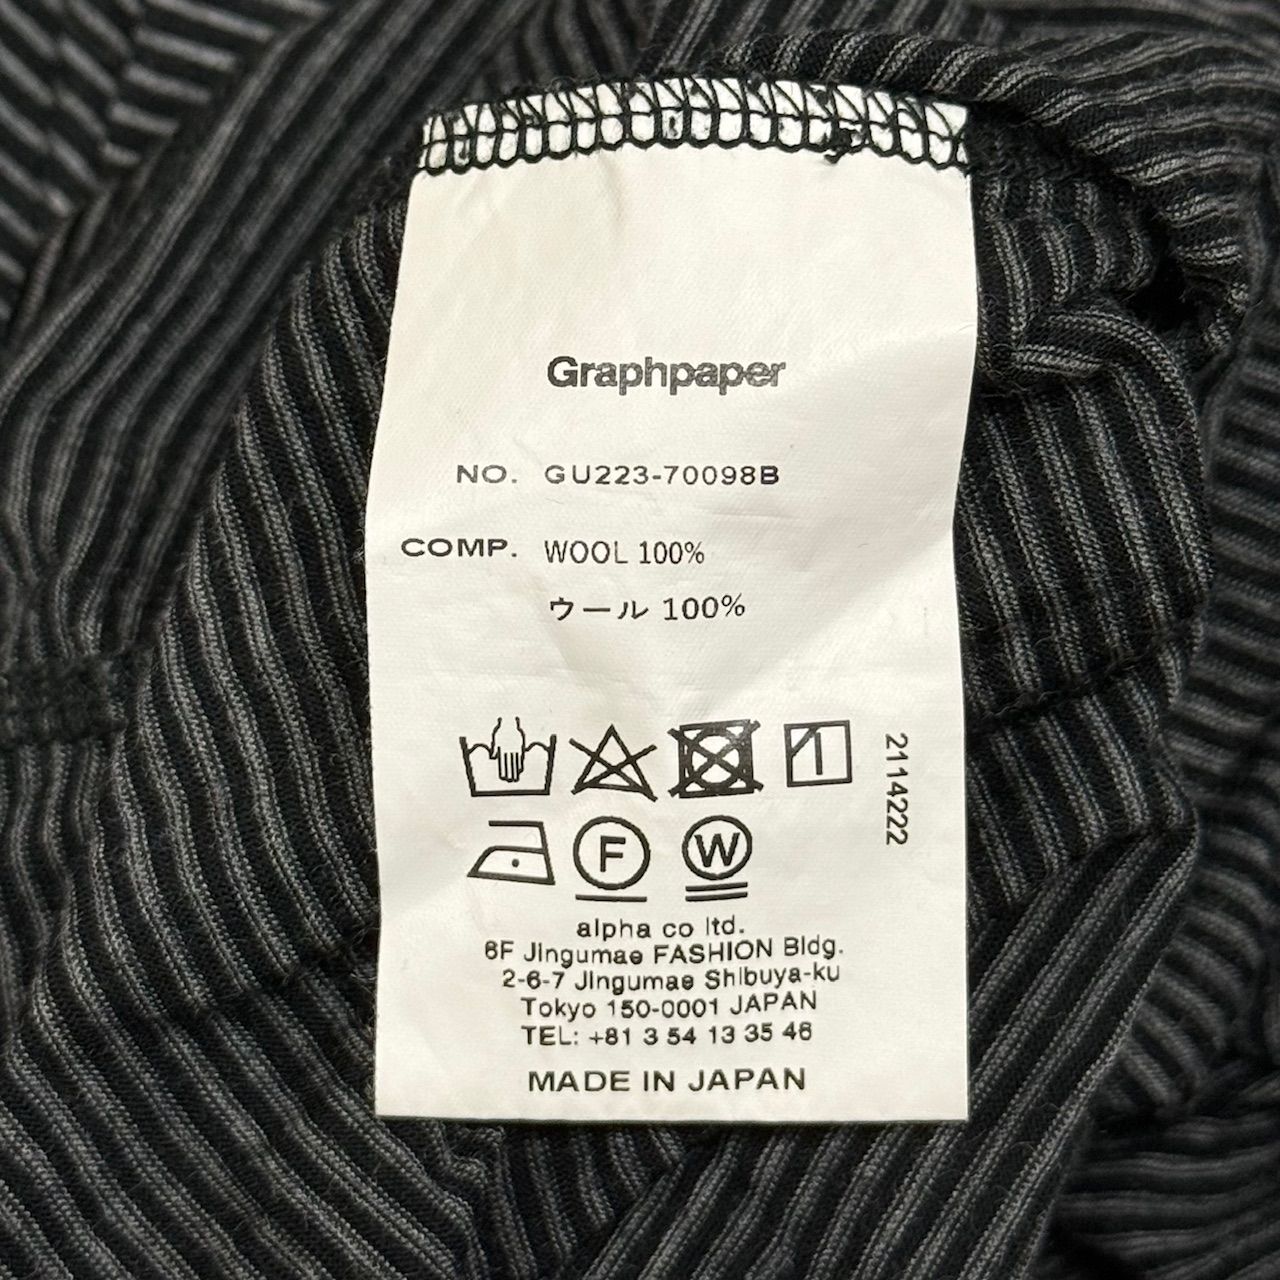 Graphpaper
NO. GU223-70098B
COMP. WOOL 100%
ウール 100%
2114222
F
W
alpha co ltd.
6F Jingumae FASHION Bldg.
2-6-7 Jingumae Shibuya-ku
Tokyo 150-0001 JAPAN
TEL: +81 3 54 13 35 46
MADE IN JAPAN